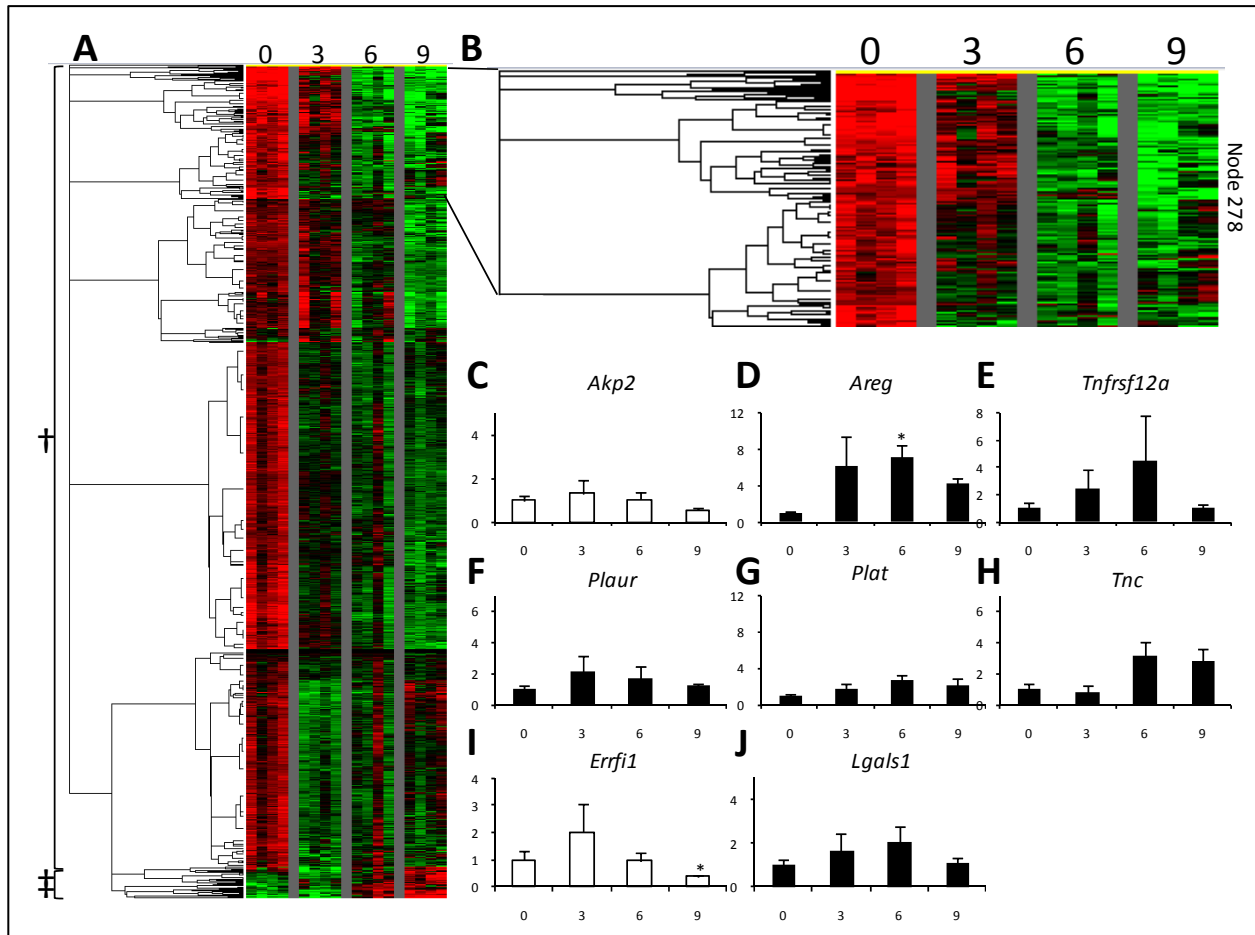 A 0 3 6 9
B 0 3 6 9
Node 278
†
‡
C Akp2
4
2
0
0 3 6 9
D Areg
12
8
*
4
0
0 3 6 9
E Tnfrsf12a
8
6
4
2
0
0 3 6 9
F Plaur
6
4
2
0
0 3 6 9
G Plat
12
8
4
0
0 3 6 9
H Tnc
6
4
2
0
0 3 6 9
I Errfi1
4
3
2
1
*
0
0 3 6 9
J Lgals1
4
2
0
0 3 6 9